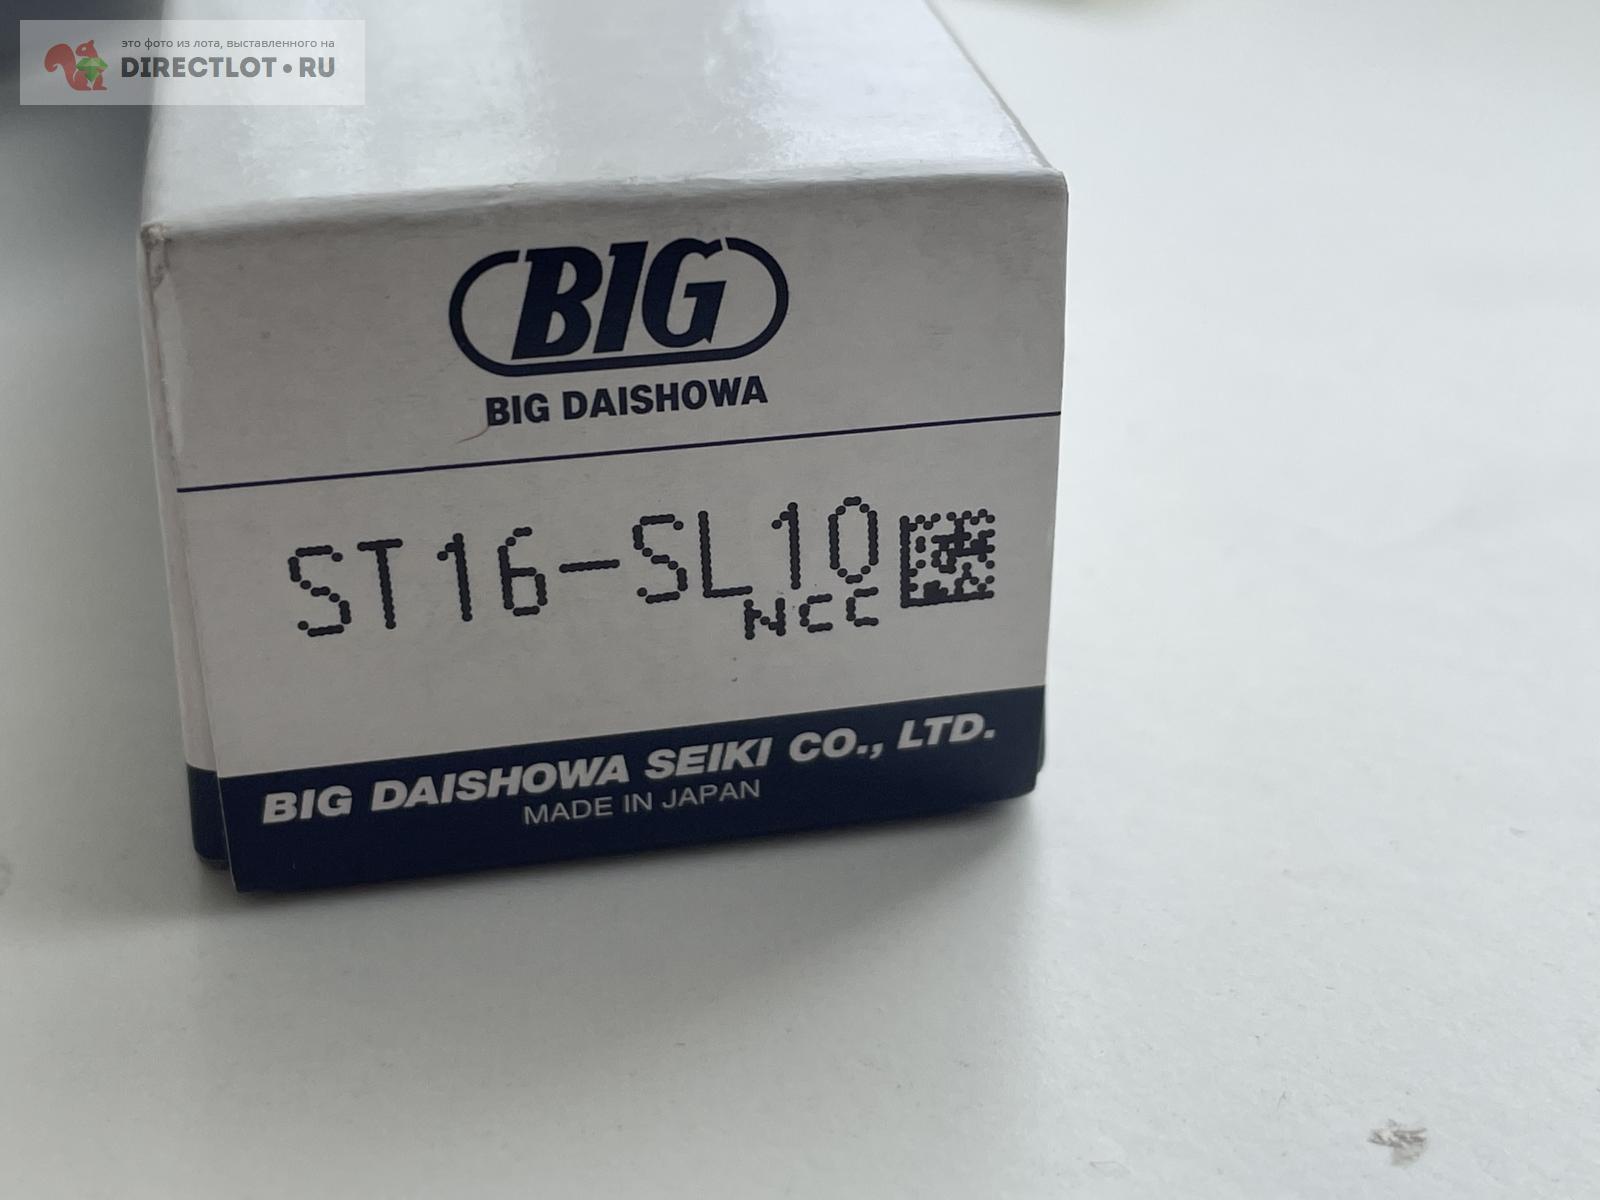 это фото из лота, выставленного на
DIRECTLOT•RU
BIG
BIG DAISHOWA
ST16-SL10
NCC
BIG DAISHOWA SEIKI CO., LTD.
MADE IN JAPAN